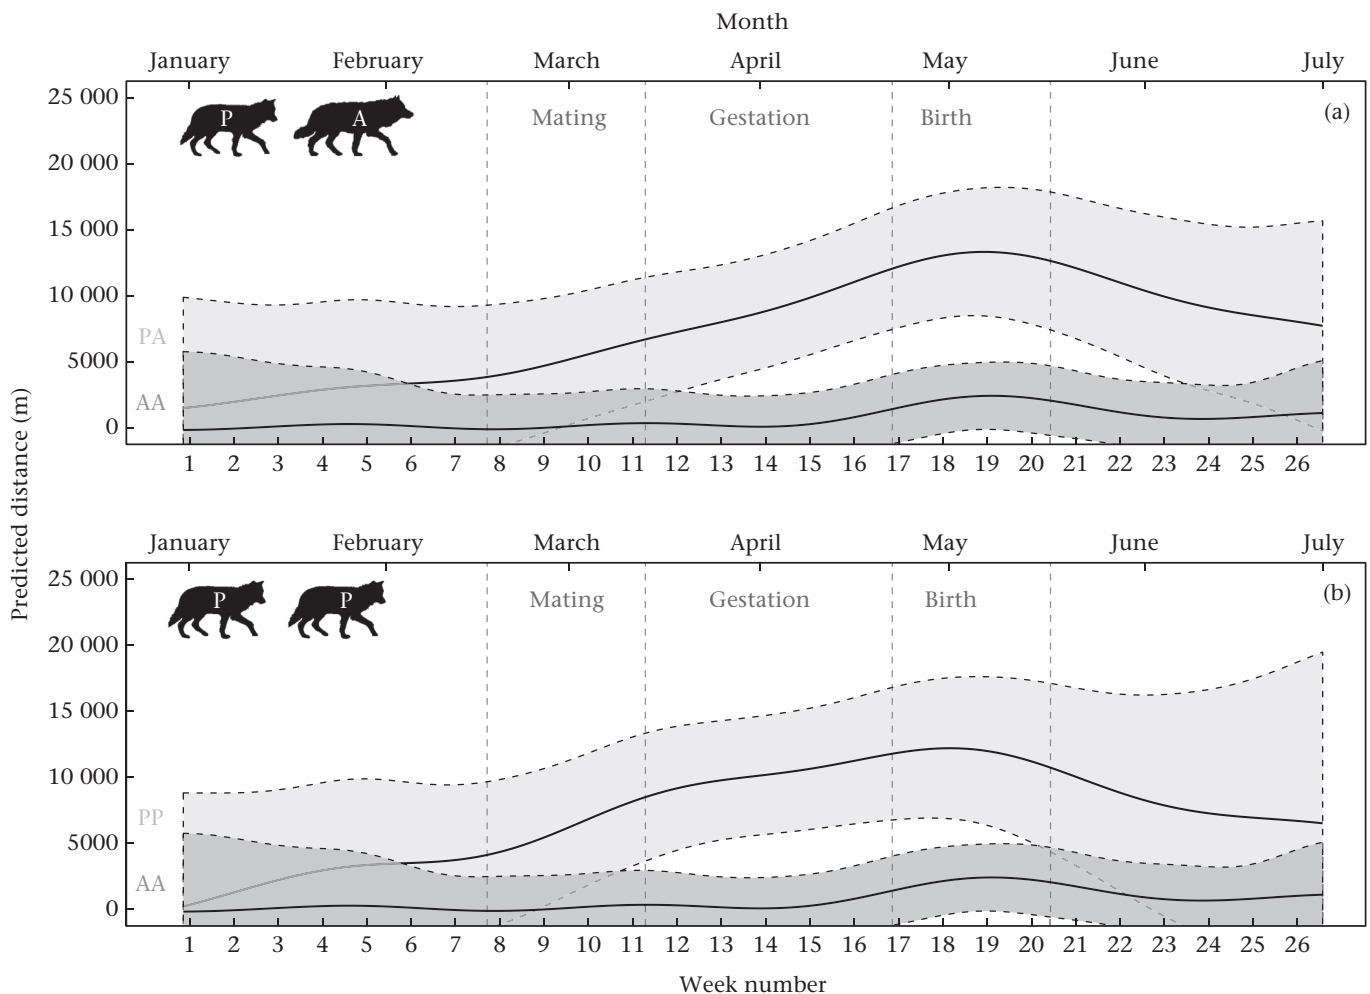 Month
January February March April May June July
25 000
P A Mating Gestation Birth (a)
20 000
15 000
10 000
PA
5000
AA
0
1 2 3 4 5 6 7 8 9 10 11 12 13 14 15 16 17 18 19 20 21 22 23 24 25 26
Predicted distance (m)
January February March April May June July
25 000
P P Mating Gestation Birth (b)
20 000
15 000
10 000
PP
5000
AA
0
1 2 3 4 5 6 7 8 9 10 11 12 13 14 15 16 17 18 19 20 21 22 23 24 25 26
Week number